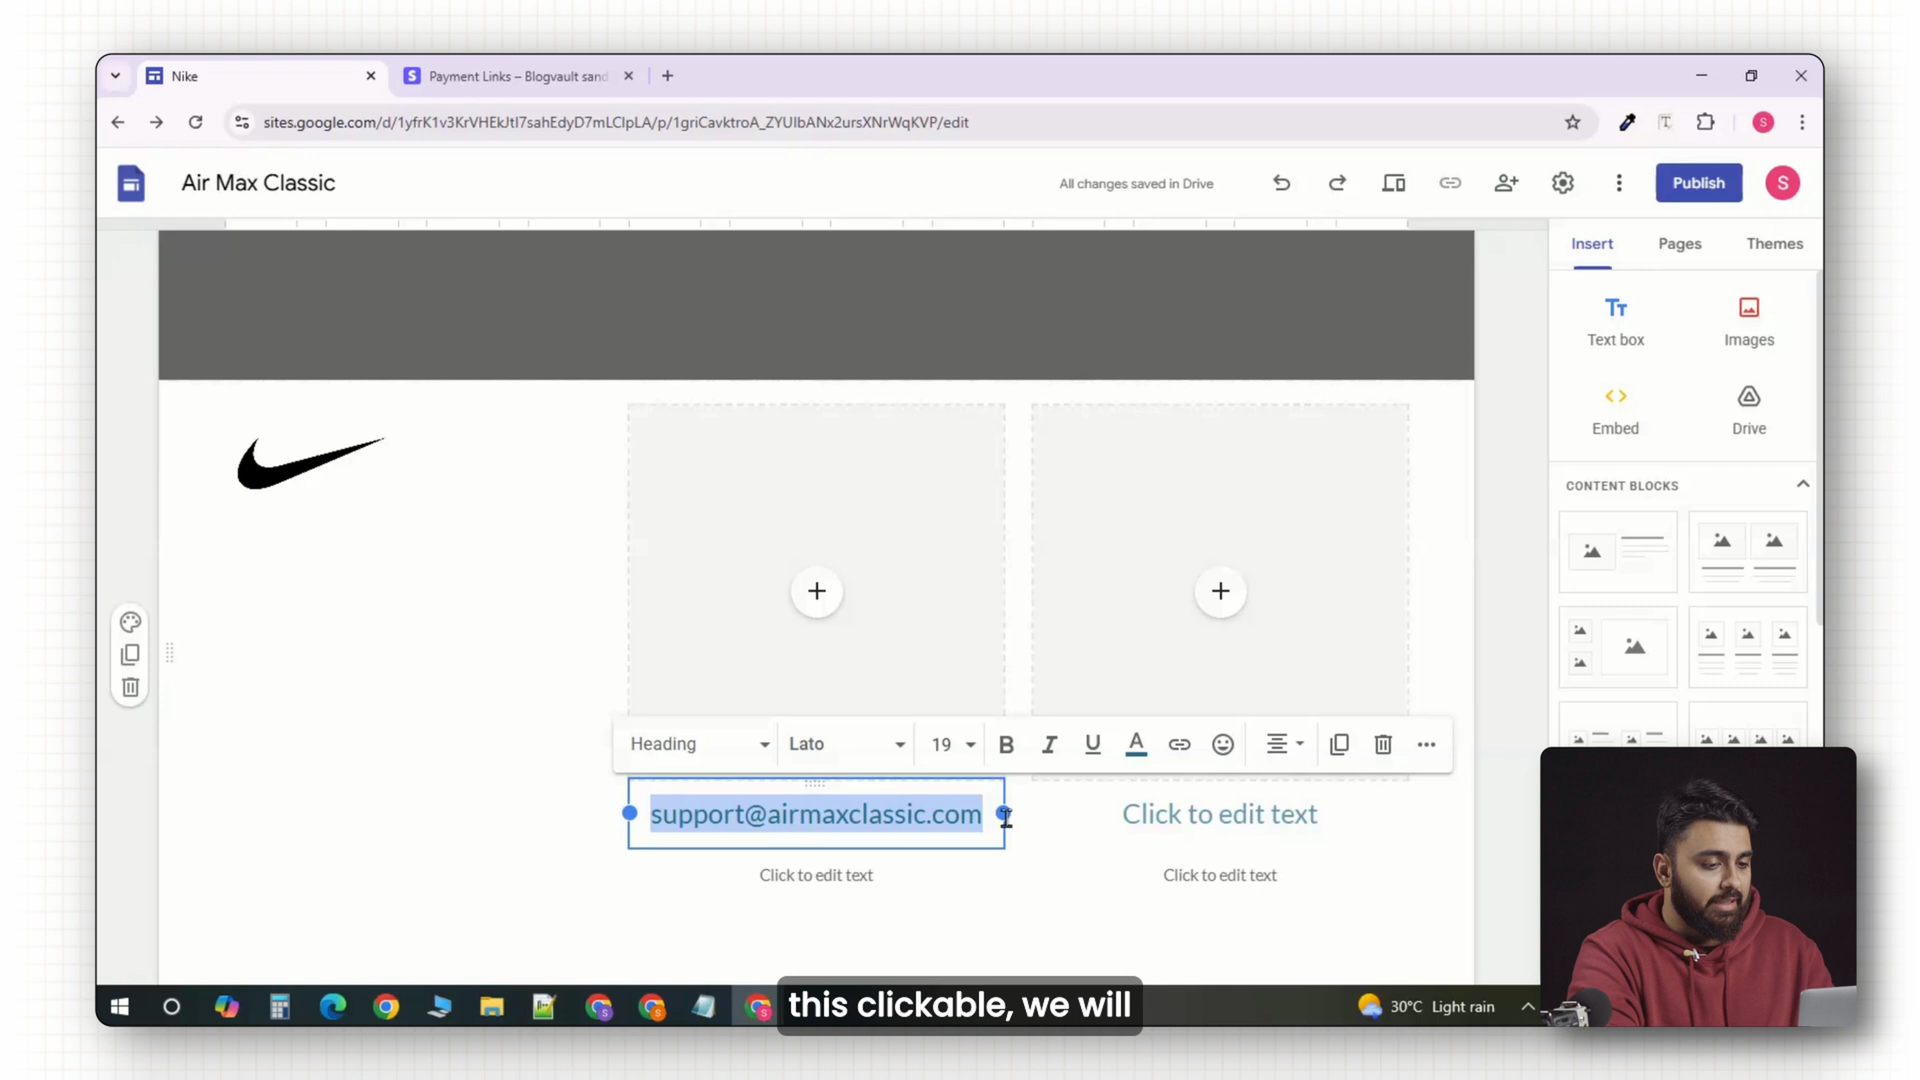 Nike
Payment Links – Blogvault sand
sites.google.com/d/1yfrK1v3KrVHEkJtI7sahEdyD7mLCIpLA/p/1griCavktroA_ZYUIbANx2ursXNrWqKVP/edit
S
Air Max Classic
All changes saved in Drive
Publish
S
Insert
Pages
Themes
Text box
Images
Embed
Drive
CONTENT BLOCKS
Heading
Lato
19
support@airmaxclassic.com
Click to edit text
Click to edit text
Click to edit text
this clickable, we will
30°C Light rain